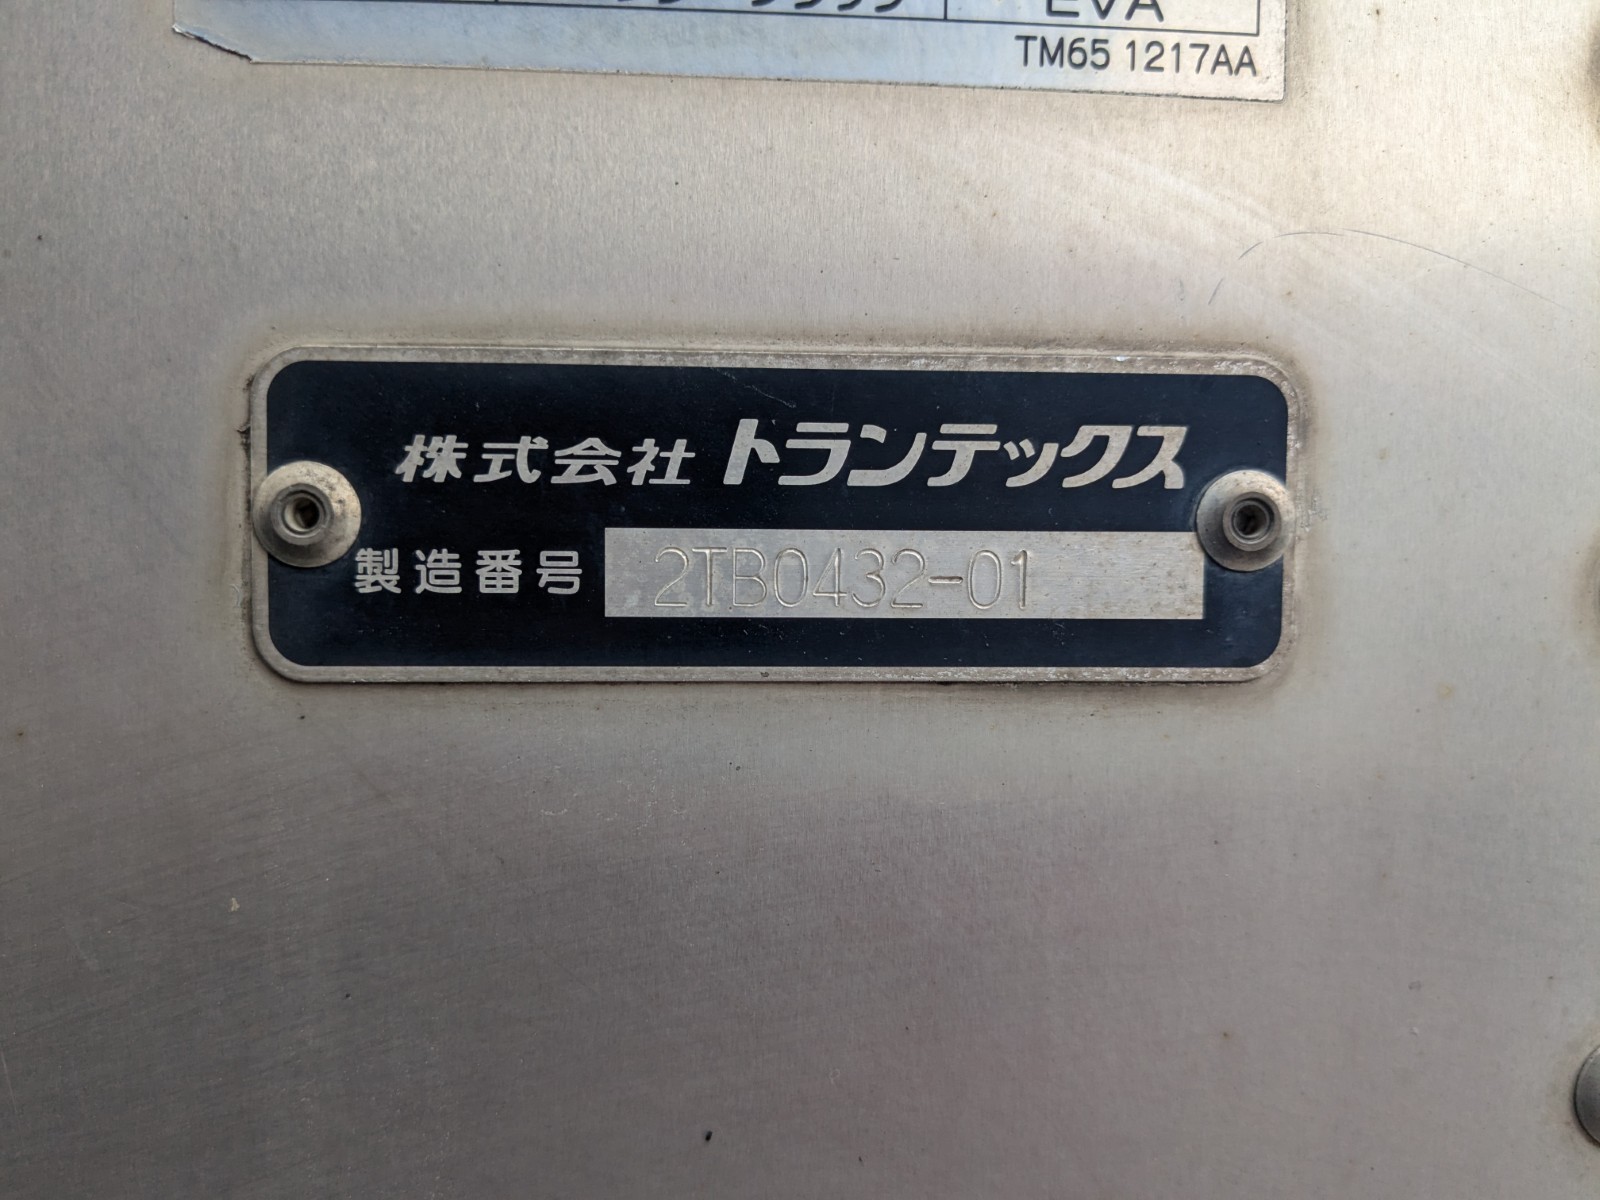 EVA
TM65 1217AA
株式会社 トランテックス
製造番号 2TB0432-01